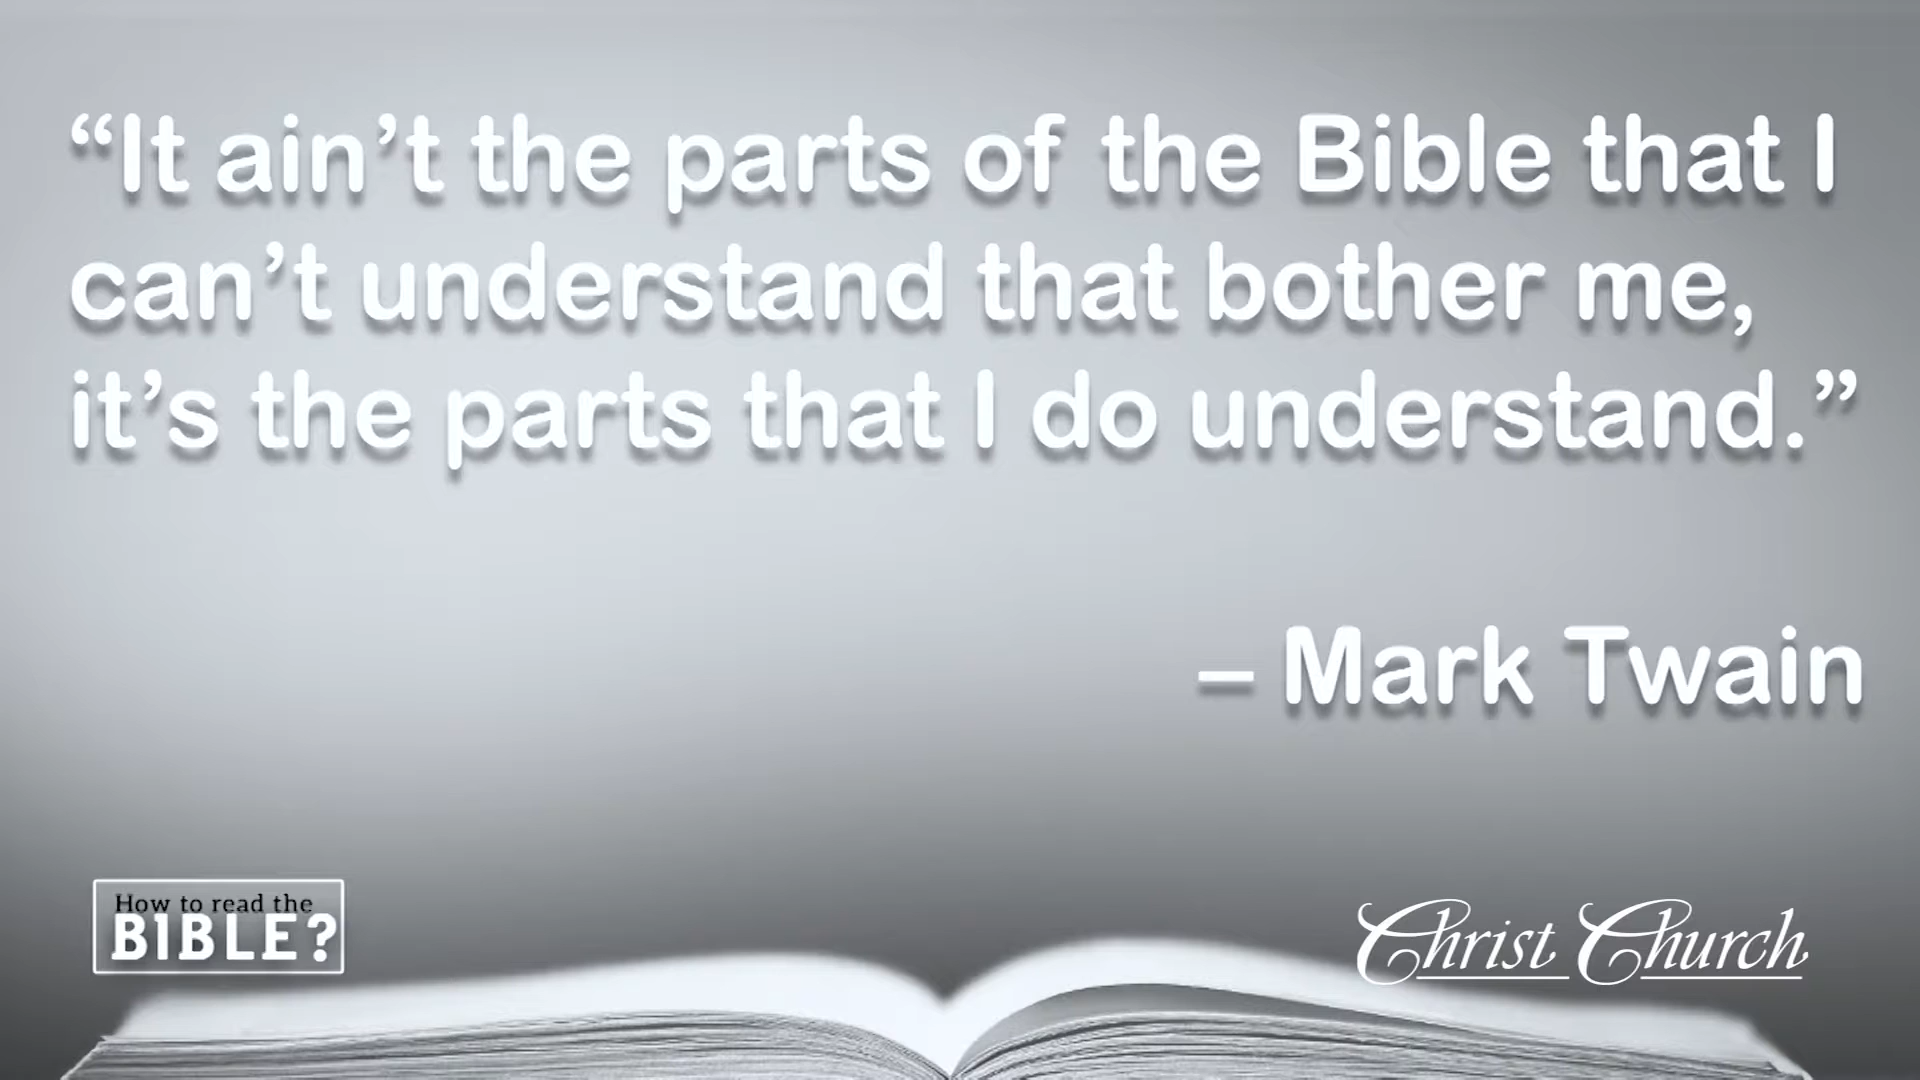 “It ain’t the parts of the Bible that I
can’t understand that bother me,
it’s the parts that I do understand.”
– Mark Twain
How to read the
BIBLE?
Christ Church